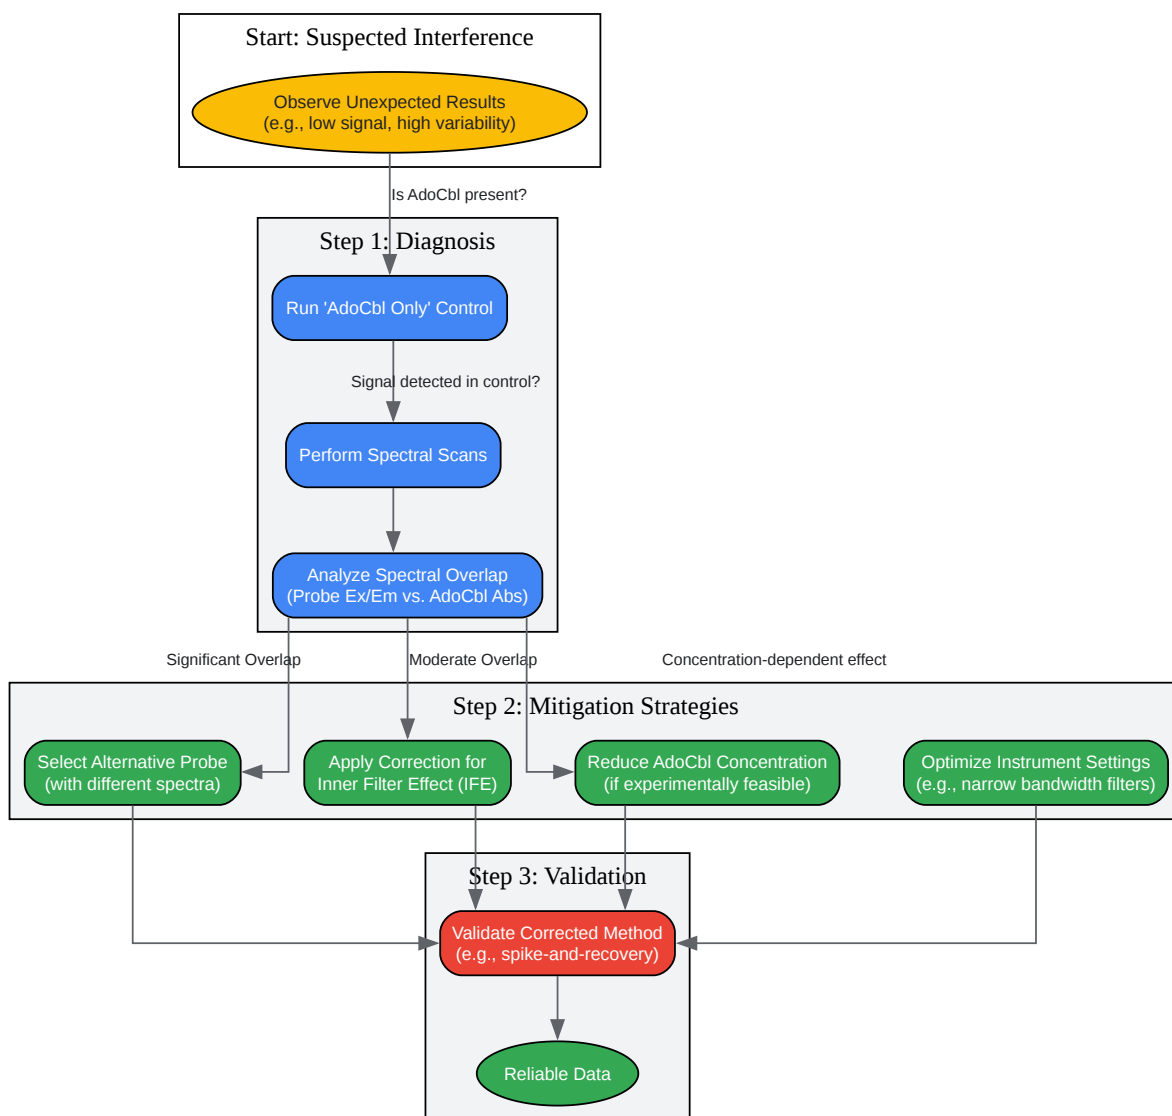 Start: Suspected Interference
Observe Unexpected Results
(e.g., low signal, high variability)
Is AdoCbl present?
Step 1: Diagnosis
Run 'AdoCbl Only' Control
Signal detected in control?
Perform Spectral Scans
Analyze Spectral Overlap
(Probe Ex/Em vs. AdoCbl Abs)
Significant Overlap
Moderate Overlap
Concentration-dependent effect
Step 2: Mitigation Strategies
Select Alternative Probe
(with different spectra)
Apply Correction for
Inner Filter Effect (IFE)
Reduce AdoCbl Concentration
(if experimentally feasible)
Optimize Instrument Settings
(e.g., narrow bandwidth filters)
Step 3: Validation
Validate Corrected Method
(e.g., spike-and-recovery)
Reliable Data